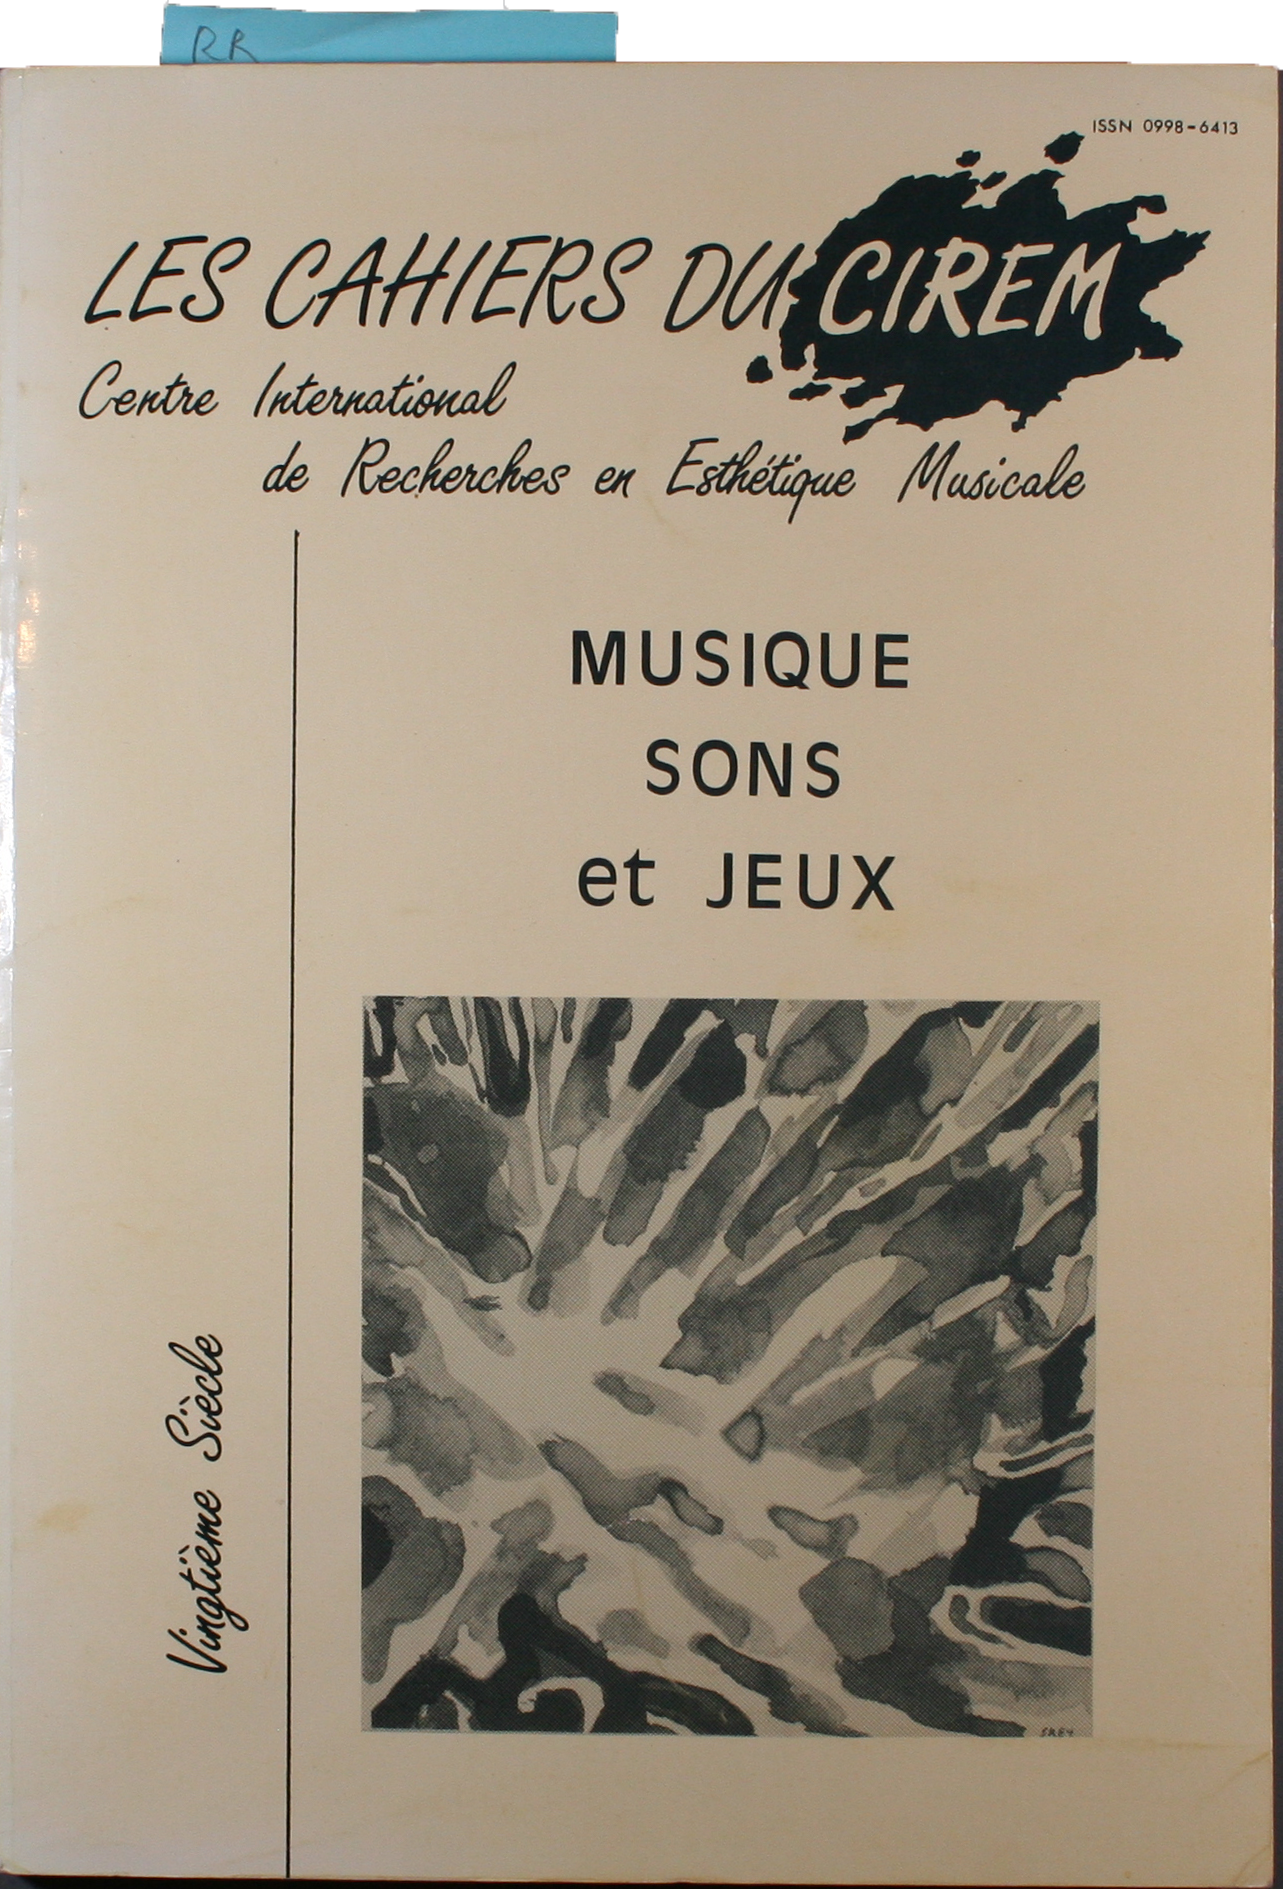 RR
ISSN 0998-6413
LES CAHIERS DU CIREM
Centre International
de Recherches en Esthétique Musicale
MUSIQUE
SONS
et JEUX
Vingtième Siècle